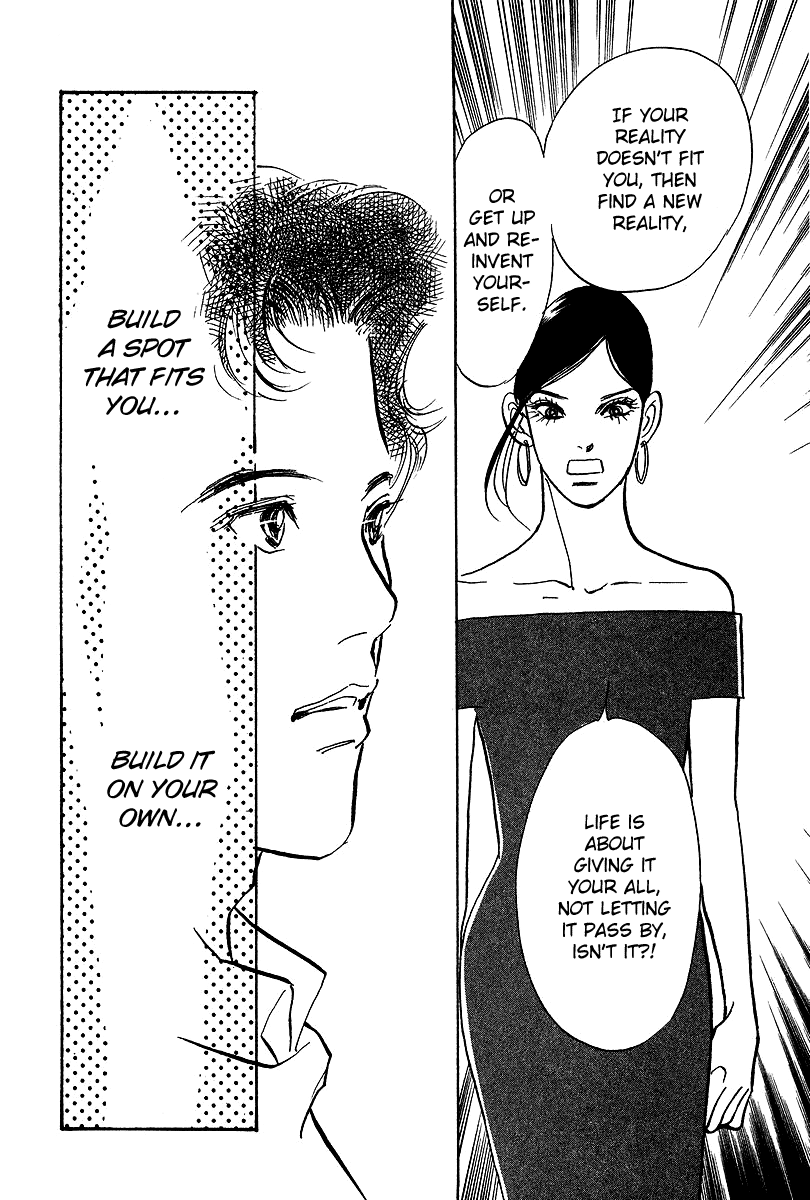 IF YOUR
REALITY
DOESN'T FIT
YOU, THEN
FIND A NEW
REALITY,
OR
GET UP
AND RE-
INVENT
YOUR-
SELF.
LIFE IS
ABOUT
GIVING IT
YOUR ALL,
NOT LETTING
IT PASS BY,
ISN'T IT?!
BUILD
A SPOT
THAT FITS
YOU...
BUILD IT
ON YOUR
OWN...